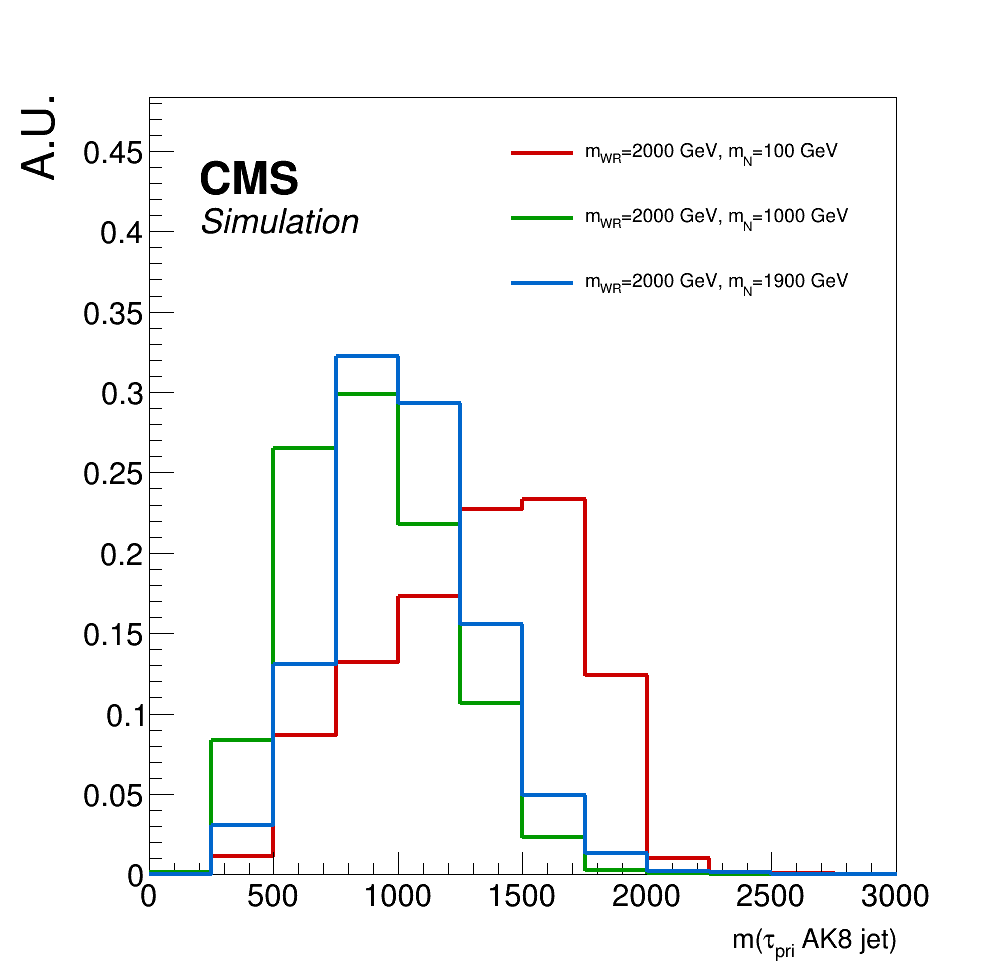 A.U.
CMS
Simulation
m_WR=2000 GeV, m_N=100 GeV
m_WR=2000 GeV, m_N=1000 GeV
m_WR=2000 GeV, m_N=1900 GeV
0.45
0.4
0.35
0.3
0.25
0.2
0.15
0.1
0.05
0
0 500 1000 1500 2000 2500 3000
m(τ_pri AK8 jet)